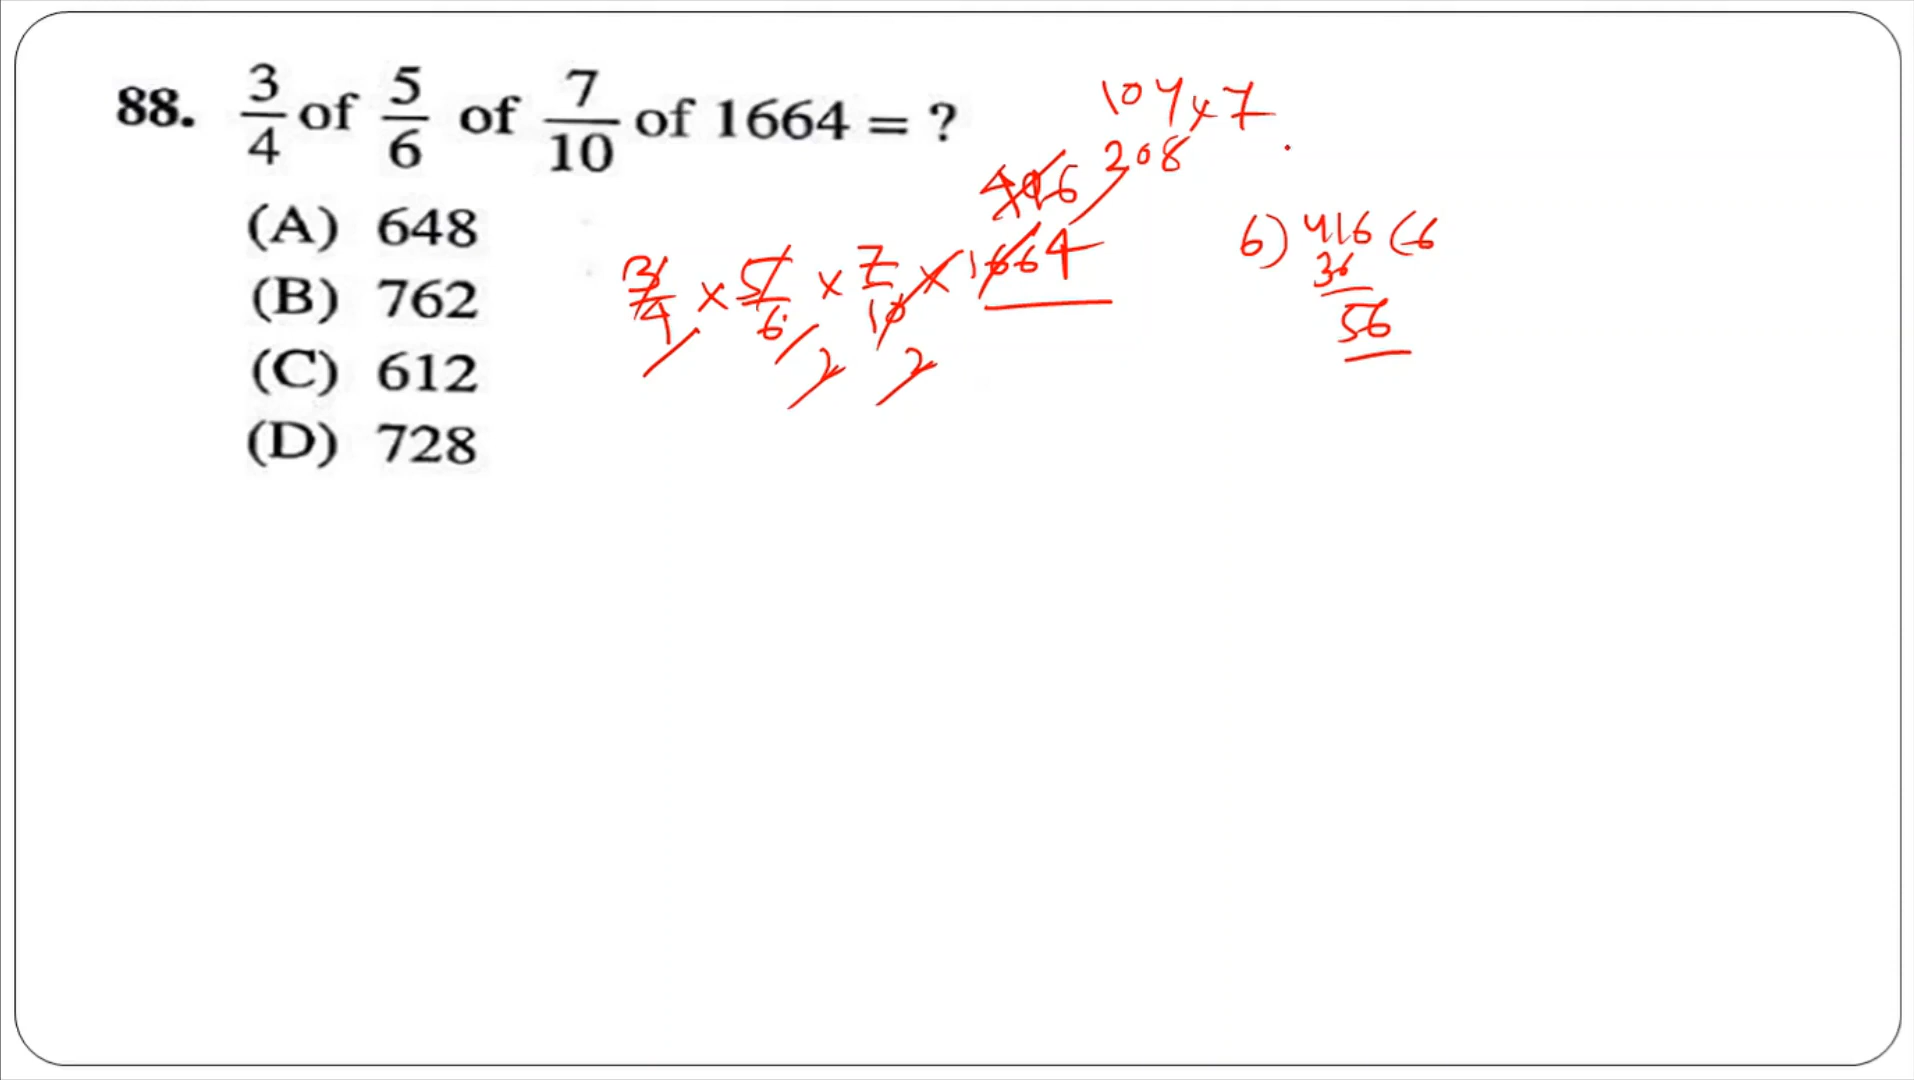 88. 3/4 of 5/6 of 7/10 of 1664 = ?
(A) 648
(B) 762
(C) 612
(D) 728
104 x 7
208
416
3/4 x 5/6 x 7/10 x 1664
2 2
6) 416 (6
36
56